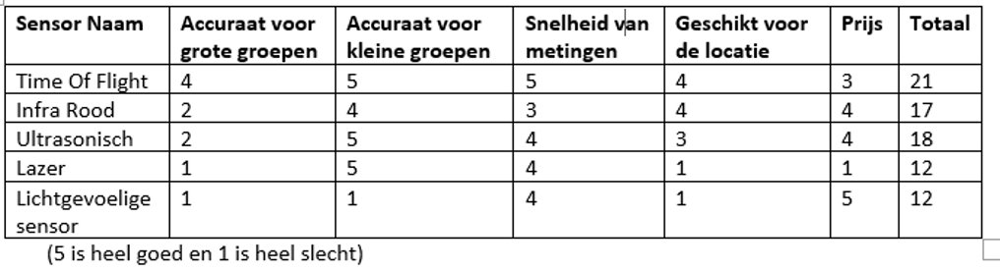 Sensor Naam Accuraat voor grote groepen Accuraat voor kleine groepen Snelheid van metingen Geschikt voor de locatie Prijs Totaal
Time Of Flight 4 5 5 4 3 21
Infra Rood 2 4 3 4 4 17
Ultrasonisch 2 5 4 3 4 18
Lazer 1 5 4 1 1 12
Lichtgevoelige sensor 1 1 4 1 5 12
(5 is heel goed en 1 is heel slecht)